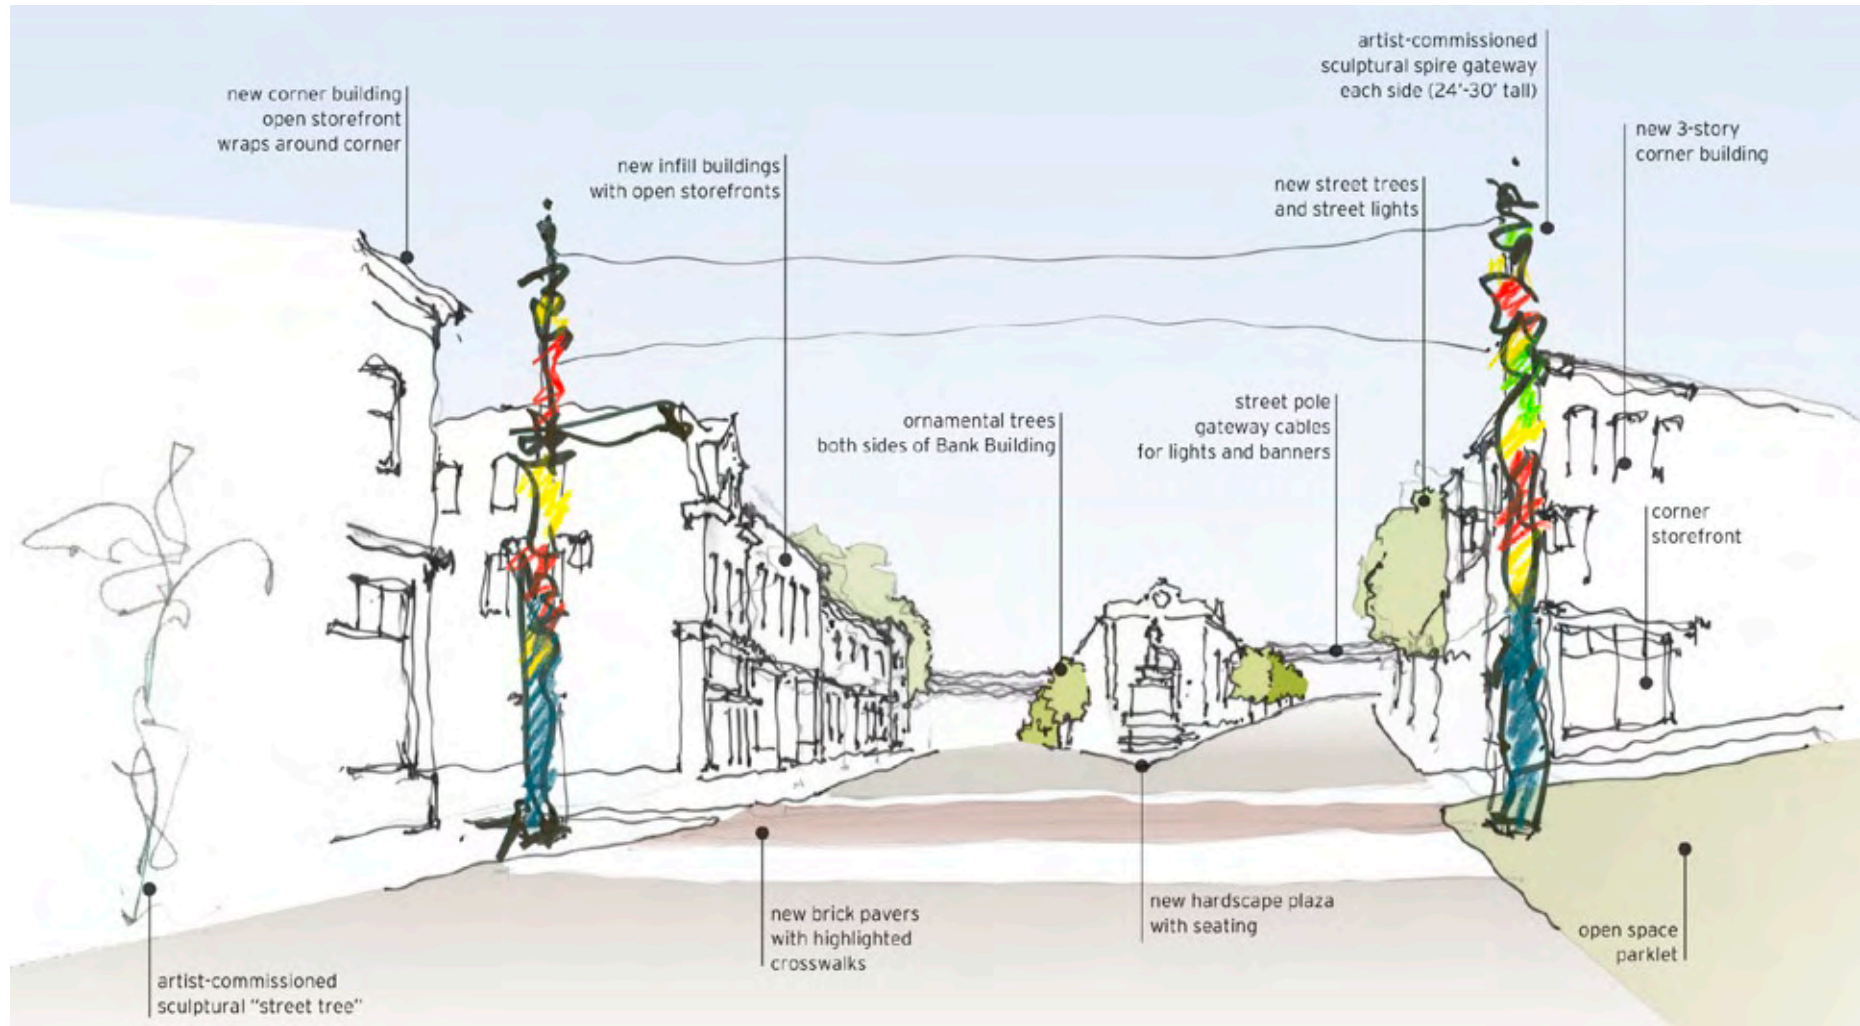 new corner building
open storefront
wraps around corner
new infill buildings
with open storefronts
artist-commissioned
sculptural spire gateway
each side (24'-30' tall)
new 3-story
corner building
new street trees
and street lights
ornamental trees
both sides of Bank Building
street pole
gateway cables
for lights and banners
corner
storefront
new brick pavers
with highlighted
crosswalks
new hardscape plaza
with seating
open space
parklet
artist-commissioned
sculptural "street tree"